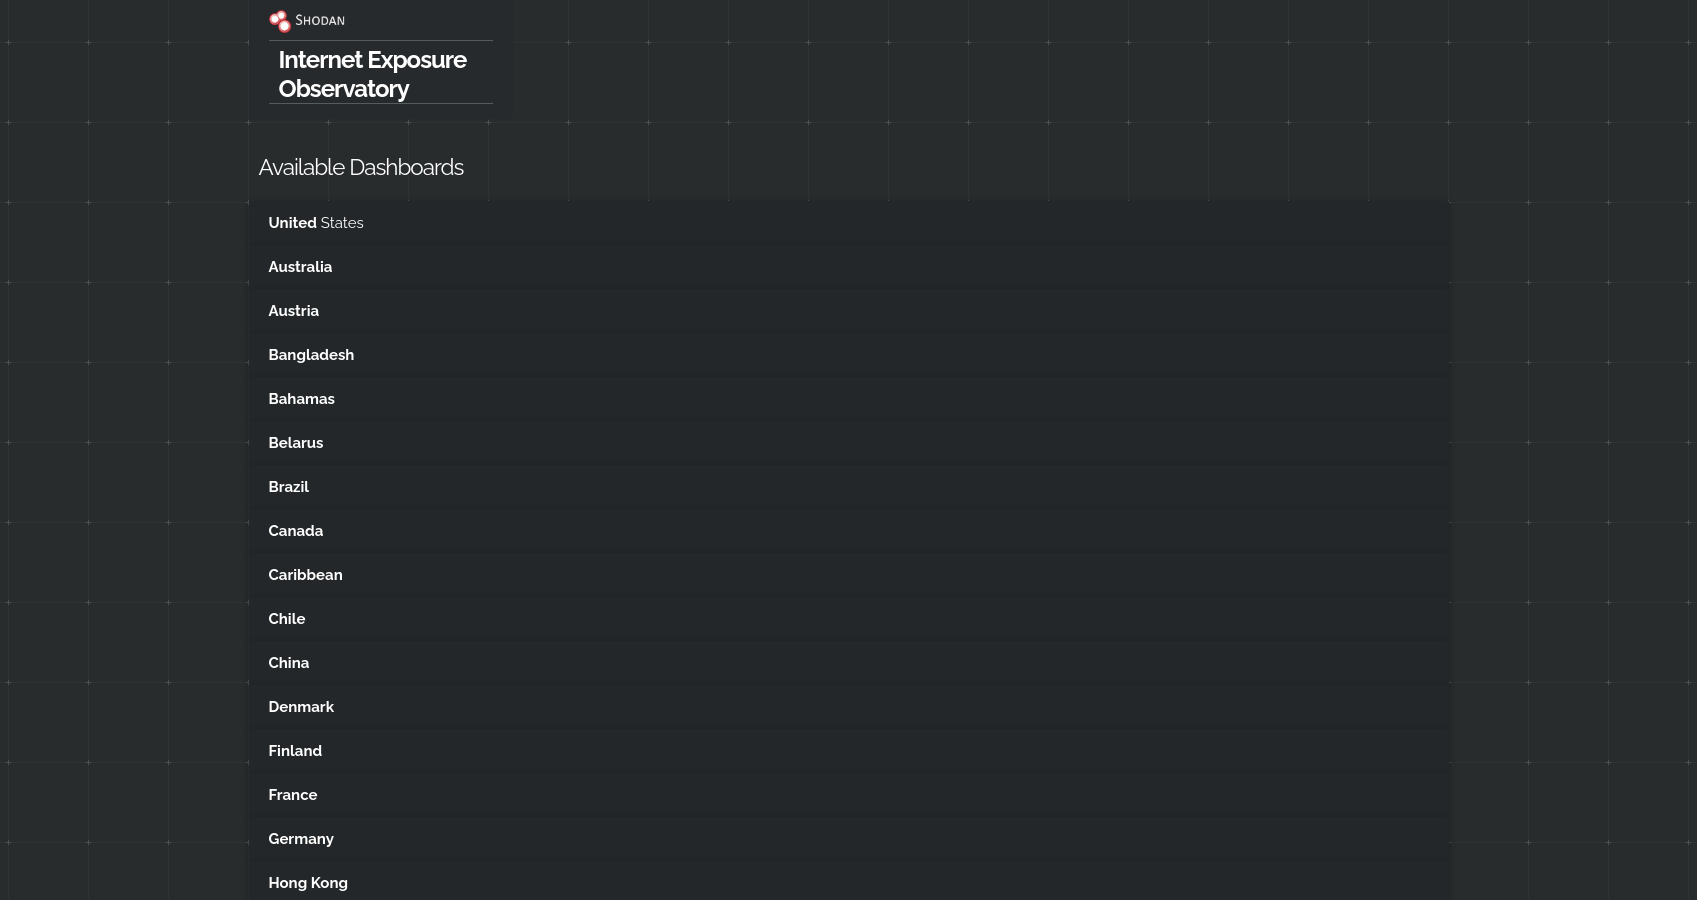 SHODAN
Internet Exposure
Observatory
Available Dashboards
United States
Australia
Austria
Bangladesh
Bahamas
Belarus
Brazil
Canada
Caribbean
Chile
China
Denmark
Finland
France
Germany
Hong Kong